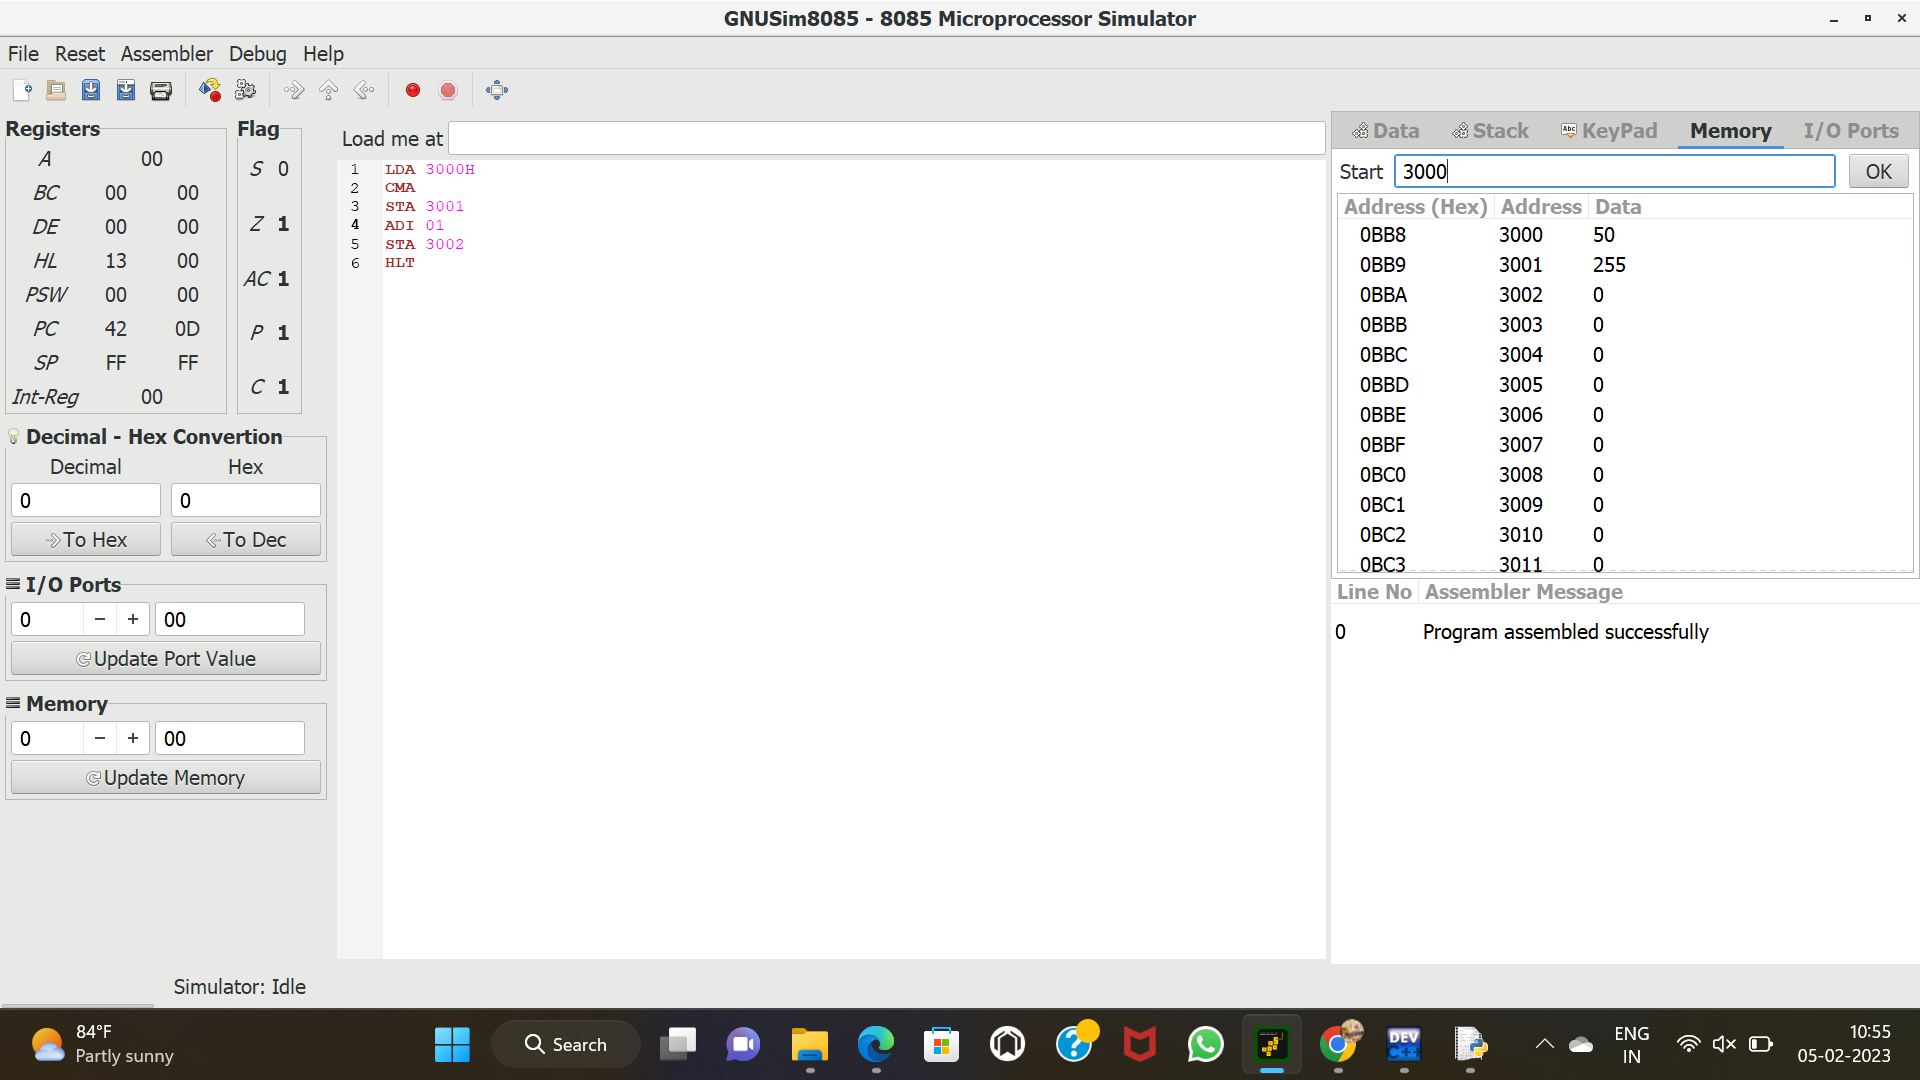 GNUSim8085 - 8085 Microprocessor Simulator
File Reset Assembler Debug Help
Registers
A 00
BC 00 00
DE 00 00
HL 13 00
PSW 00 00
PC 42 0D
SP FF FF
Int-Reg 00
Flag
S 0
Z 1
AC 1
P 1
C 1
Decimal - Hex Convertion
Decimal Hex
0 0
To Hex To Dec
I/O Ports
0 − + 00
Update Port Value
Memory
0 − + 00
Update Memory
Load me at
1 LDA 3000H
2 CMA
3 STA 3001
4 ADI 01
5 STA 3002
6 HLT
Data Stack Abc KeyPad Memory I/O Ports
Start 3000 OK
Address (Hex) Address Data
0BB8 3000 50
0BB9 3001 255
0BBA 3002 0
0BBB 3003 0
0BBC 3004 0
0BBD 3005 0
0BBE 3006 0
0BBF 3007 0
0BC0 3008 0
0BC1 3009 0
0BC2 3010 0
0BC3 3011 0
Line No Assembler Message
0 Program assembled successfully
Simulator: Idle
84°F
Partly sunny
Search
DEV
C++
ENG
IN
10:55
05-02-2023